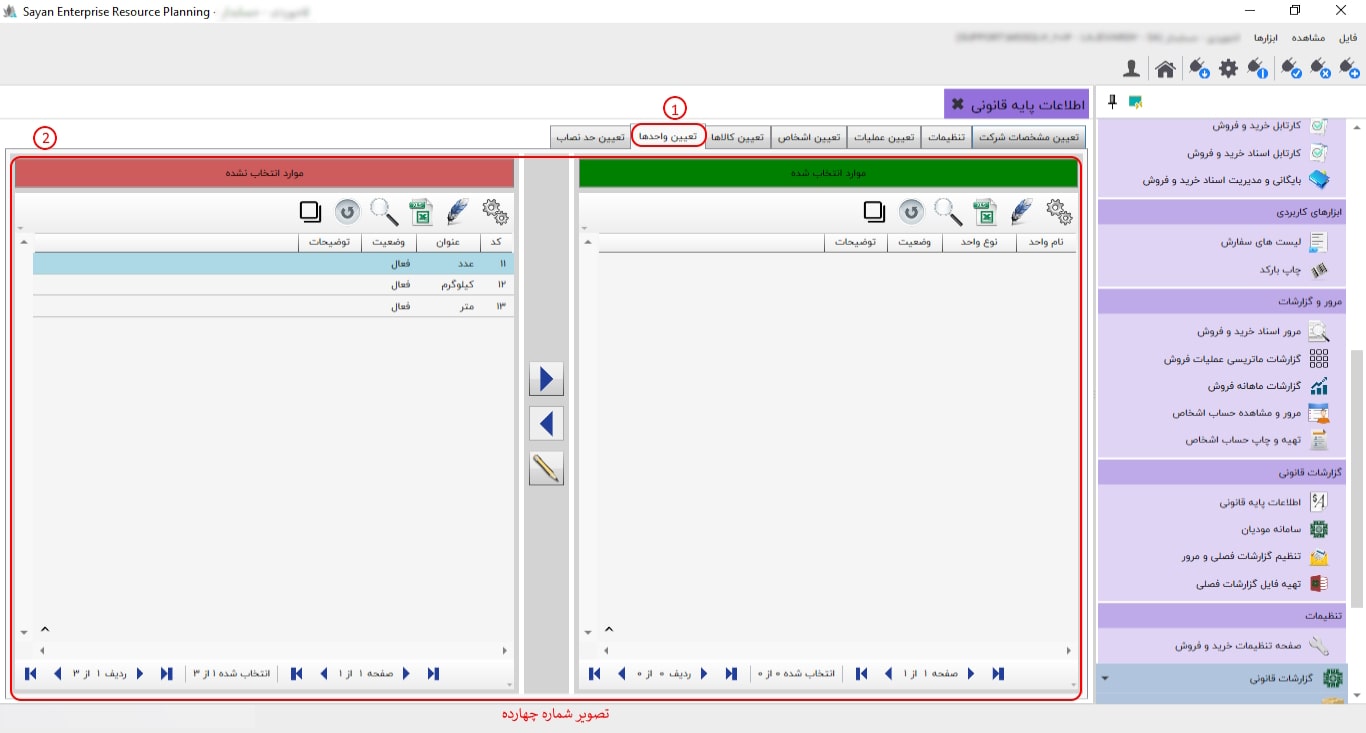 Sayan Enterprise Resource Planning -
فایل مشاهده ابزارها
اطلاعات پایه قانونی ✖
1
2
تعیین مشخصات شرکت
تنظیمات
تعیین عملیات
تعیین اشخاص
تعیین کالاها
تعیین واحدها
تعیین حد نصاب
موارد انتخاب شده
نام واحد نوع واحد وضعیت توضیحات
ردیف ۰ از ۰
انتخاب شده ۰ از ۰
صفحه ۱ از ۱
موارد انتخاب نشده
کد عنوان وضعیت توضیحات
۱۱ عدد فعال
۱۲ کیلوگرم فعال
۱۳ متر فعال
ردیف ۱ از ۳
انتخاب شده ۱ از ۳
صفحه ۱ از ۱
کارتابل خرید و فروش
کارتابل اسناد خرید و فروش
بایگانی و مدیریت اسناد خرید و فروش
ابزارهای کاربردی
لیست های سفارش
چاپ بارکد
مرور و گزارشات
مرور اسناد خرید و فروش
گزارشات ماتریسی عملیات فروش
گزارشات ماهانه فروش
مرور و مشاهده حساب اشخاص
تهیه و چاپ حساب اشخاص
گزارشات قانونی
اطلاعات پایه قانونی
سامانه مودیان
تنظیم گزارشات فصلی و مرور
تهیه فایل گزارشات فصلی
تنظیمات
صفحه تنظیمات خرید و فروش
گزارشات قانونی
تصویر شماره چهارده